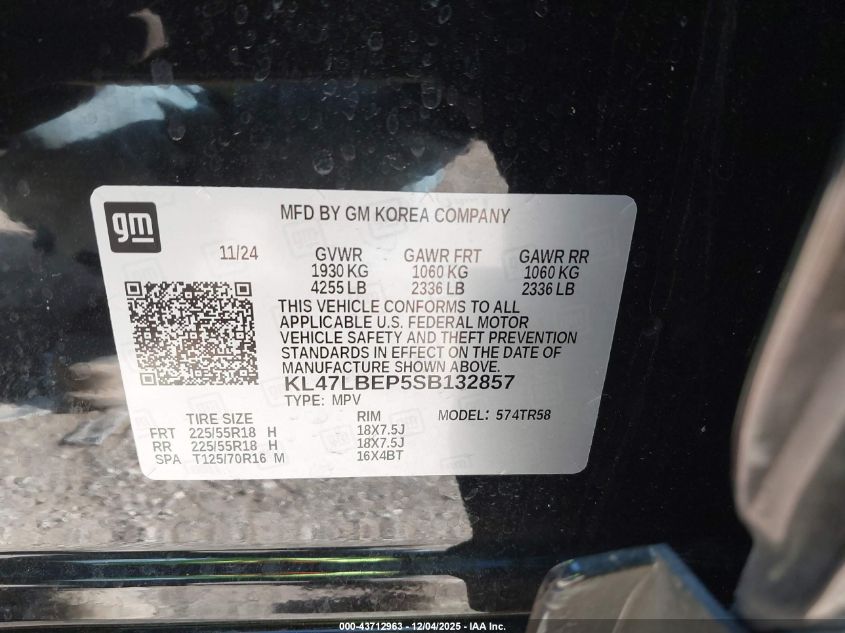 gm
MFD BY GM KOREA COMPANY
11/24 GVWR GAWR FRT GAWR RR
1930 KG 1060 KG 1060 KG
4255 LB 2336 LB 2336 LB
THIS VEHICLE CONFORMS TO ALL
APPLICABLE U.S. FEDERAL MOTOR
VEHICLE SAFETY AND THEFT PREVENTION
STANDARDS IN EFFECT ON THE DATE OF
MANUFACTURE SHOWN ABOVE.
KL47LBEP5SB132857
TYPE: MPV
TIRE SIZE RIM MODEL: 574TR58
FRT 225/55R18 H 18X7.5J
RR 225/55R18 H 18X7.5J
SPA T125/70R16 M 16X4BT
000-43712963 - 12/04/2025 - IAA Inc.